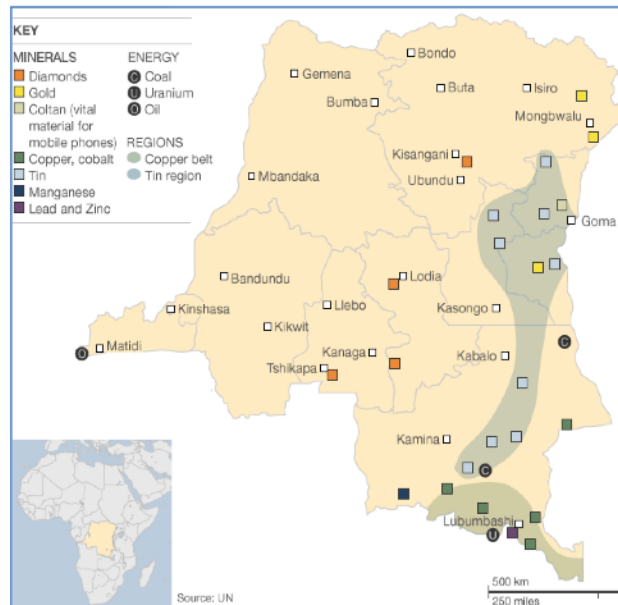 KEY
MINERALS
Diamonds
Gold
Coltan (vital
material for
mobile phones)
Copper, cobalt
Tin
Manganese
Lead and Zinc
ENERGY
C Coal
U Uranium
O Oil
REGIONS
Copper belt
Tin region
Bondo
Gemena
Buta
Isiro
Bumba
Mongbwalu
Kisangani
Ubundu
Mbandaka
Goma
Bandundu
Lodia
Kinshasa
Llebo
Kasongo
Kikwit
O
Matidi
Kanaga
Kabalo
C
Tshikapa
Kamina
C
Lubumbashi
U
500 km
250 miles
Source: UN